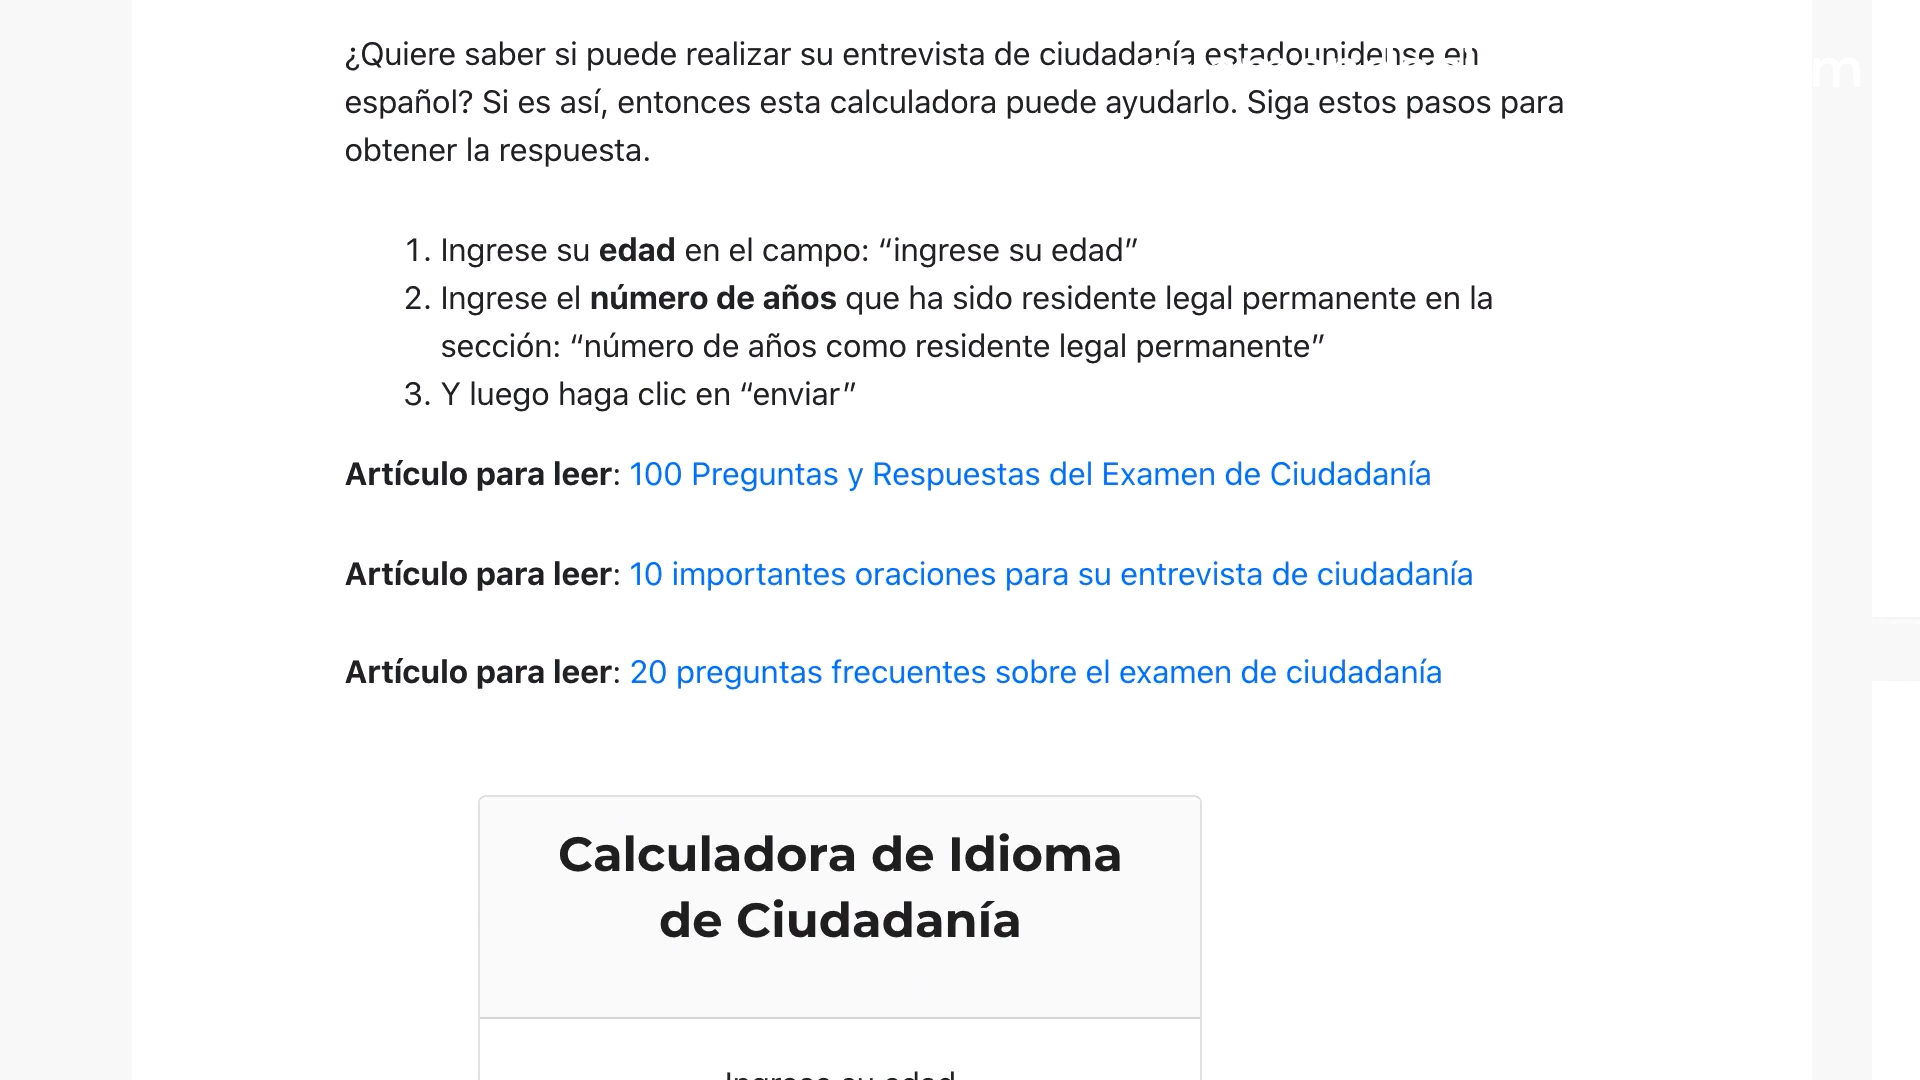 ¿Quiere saber si puede realizar su entrevista de ciudadanía estadounidense en
español? Si es así, entonces esta calculadora puede ayudarlo. Siga estos pasos para
obtener la respuesta.
1. Ingrese su edad en el campo: “ingrese su edad”
2. Ingrese el número de años que ha sido residente legal permanente en la
sección: “número de años como residente legal permanente”
3. Y luego haga clic en “enviar”
Artículo para leer: 100 Preguntas y Respuestas del Examen de Ciudadanía
Artículo para leer: 10 importantes oraciones para su entrevista de ciudadanía
Artículo para leer: 20 preguntas frecuentes sobre el examen de ciudadanía
Calculadora de Idioma
de Ciudadanía
Ingrese su edad